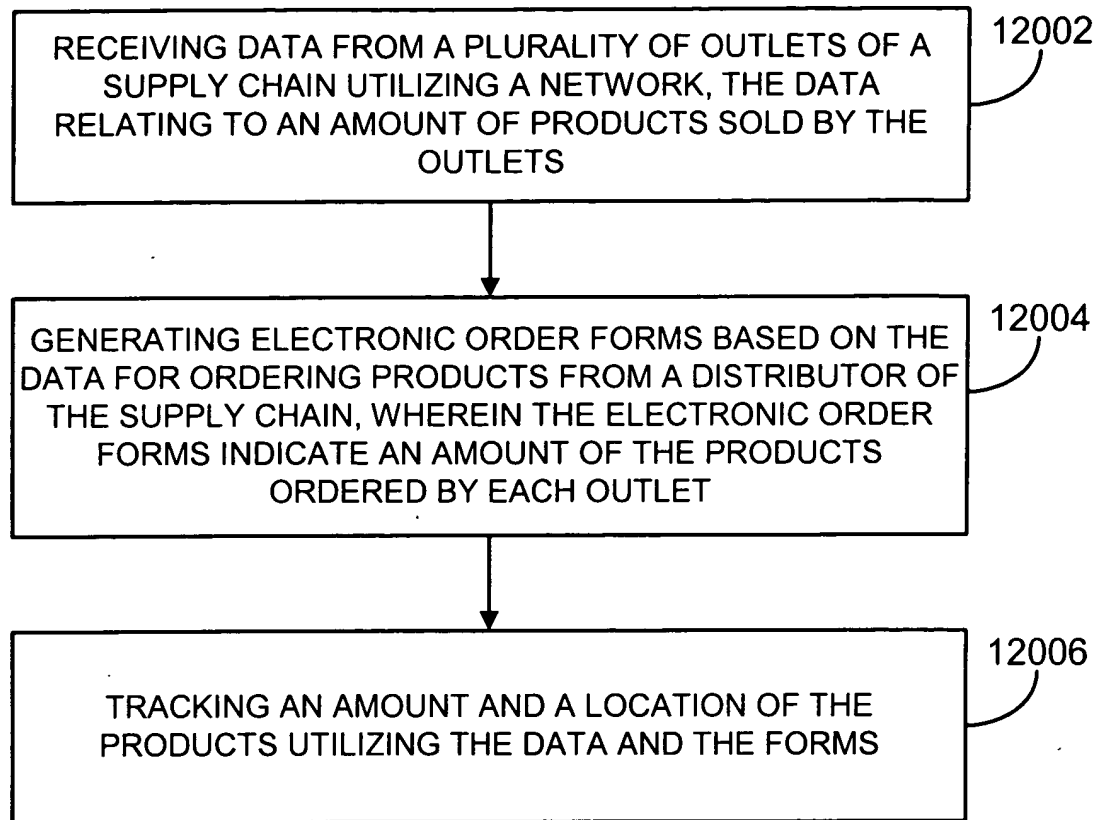 RECEIVING DATA FROM A PLURALITY OF OUTLETS OF A
SUPPLY CHAIN UTILIZING A NETWORK, THE DATA
RELATING TO AN AMOUNT OF PRODUCTS SOLD BY THE
OUTLETS
12002
GENERATING ELECTRONIC ORDER FORMS BASED ON THE
DATA FOR ORDERING PRODUCTS FROM A DISTRIBUTOR OF
THE SUPPLY CHAIN, WHEREIN THE ELECTRONIC ORDER
FORMS INDICATE AN AMOUNT OF THE PRODUCTS
ORDERED BY EACH OUTLET
12004
TRACKING AN AMOUNT AND A LOCATION OF THE
PRODUCTS UTILIZING THE DATA AND THE FORMS
12006